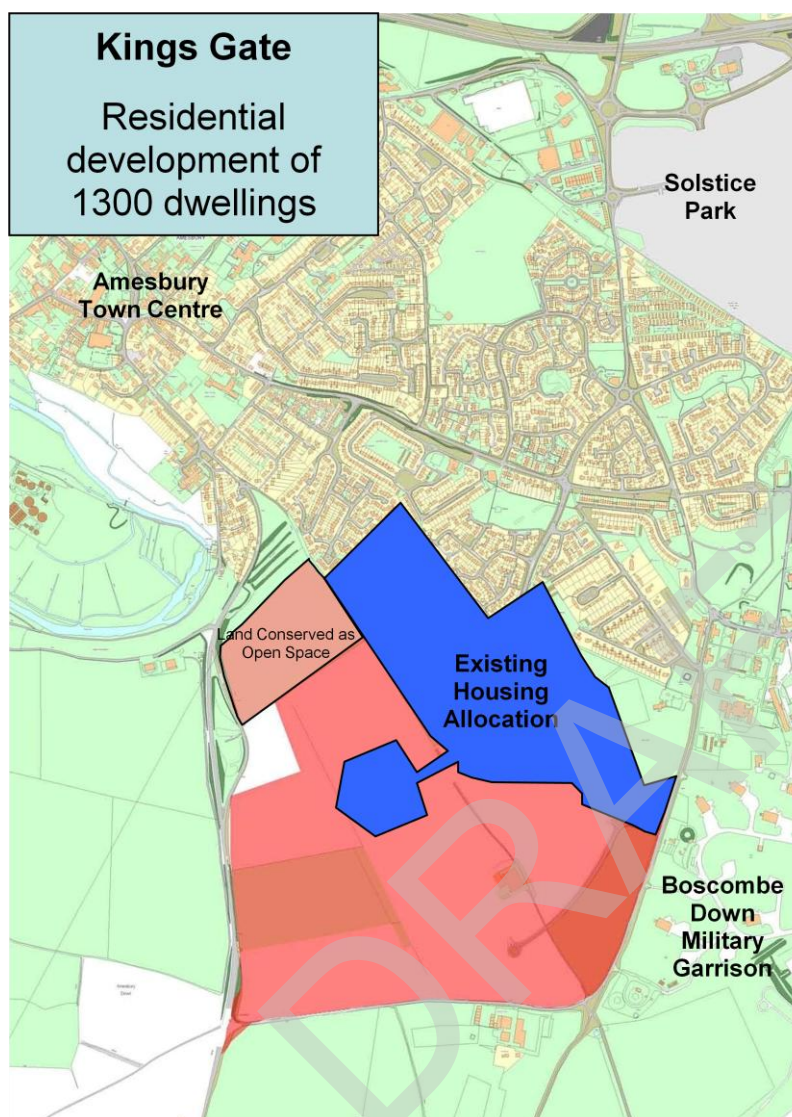 Kings Gate
Residential
development of
1300 dwellings
Solstice
Park
AMESBURY
Amesbury
Town Centre
Land Conserved as
Open Space
Existing
Housing
Allocation
Boscombe
Down
Military
Garrison
DRAFT